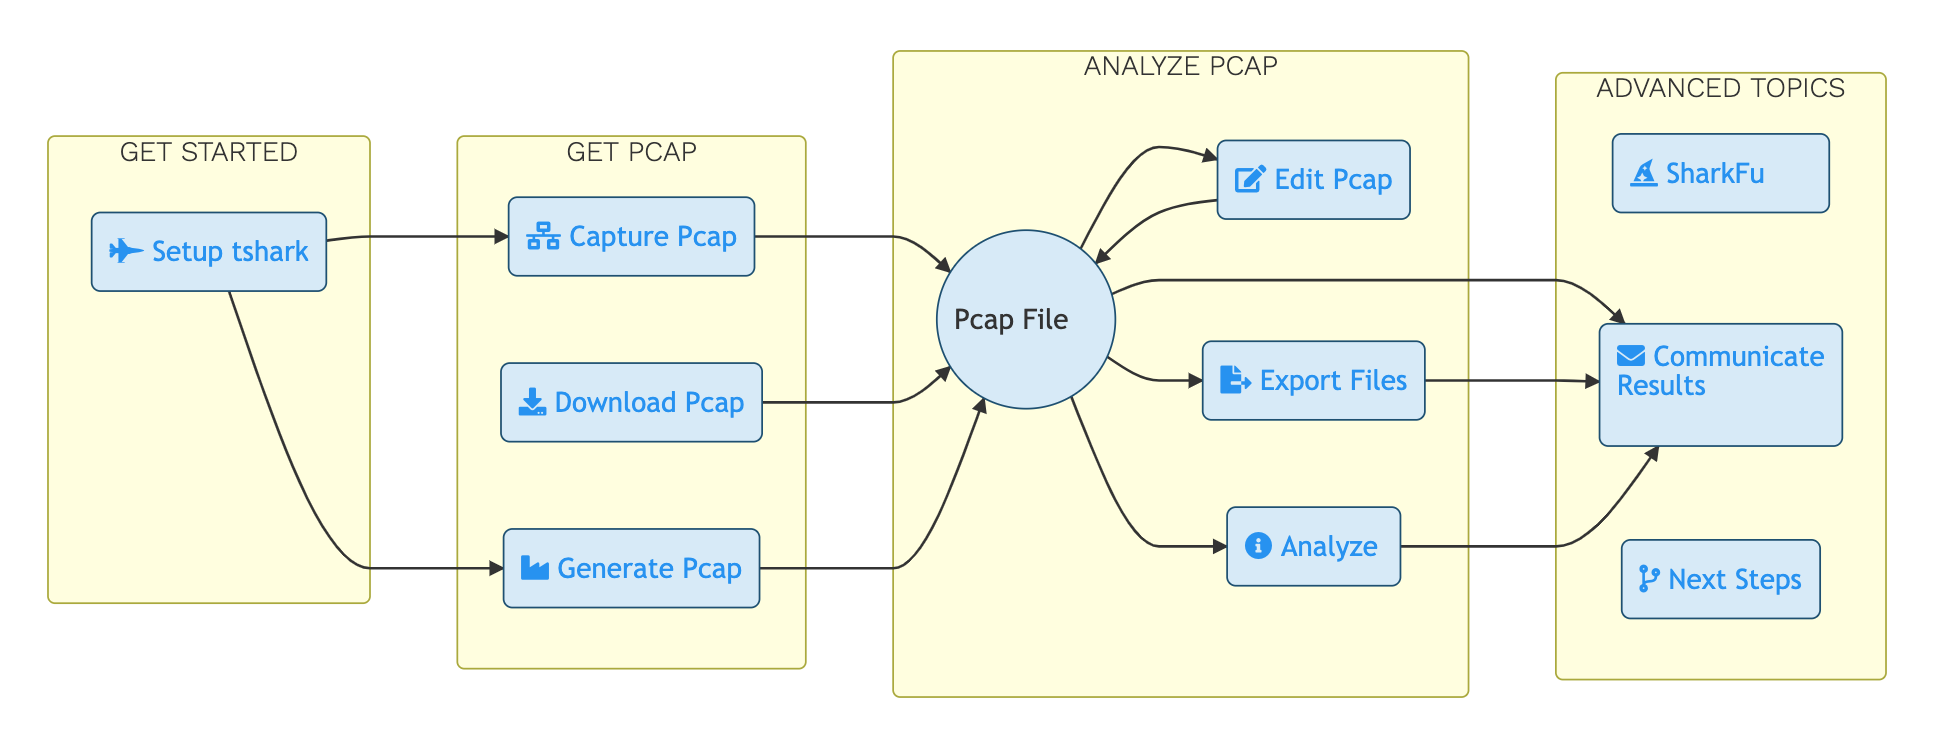 GET STARTED
Setup tshark
GET PCAP
Capture Pcap
Download Pcap
Generate Pcap
ANALYZE PCAP
Pcap File
Edit Pcap
Export Files
Analyze
ADVANCED TOPICS
SharkFu
Communicate
Results
Next Steps